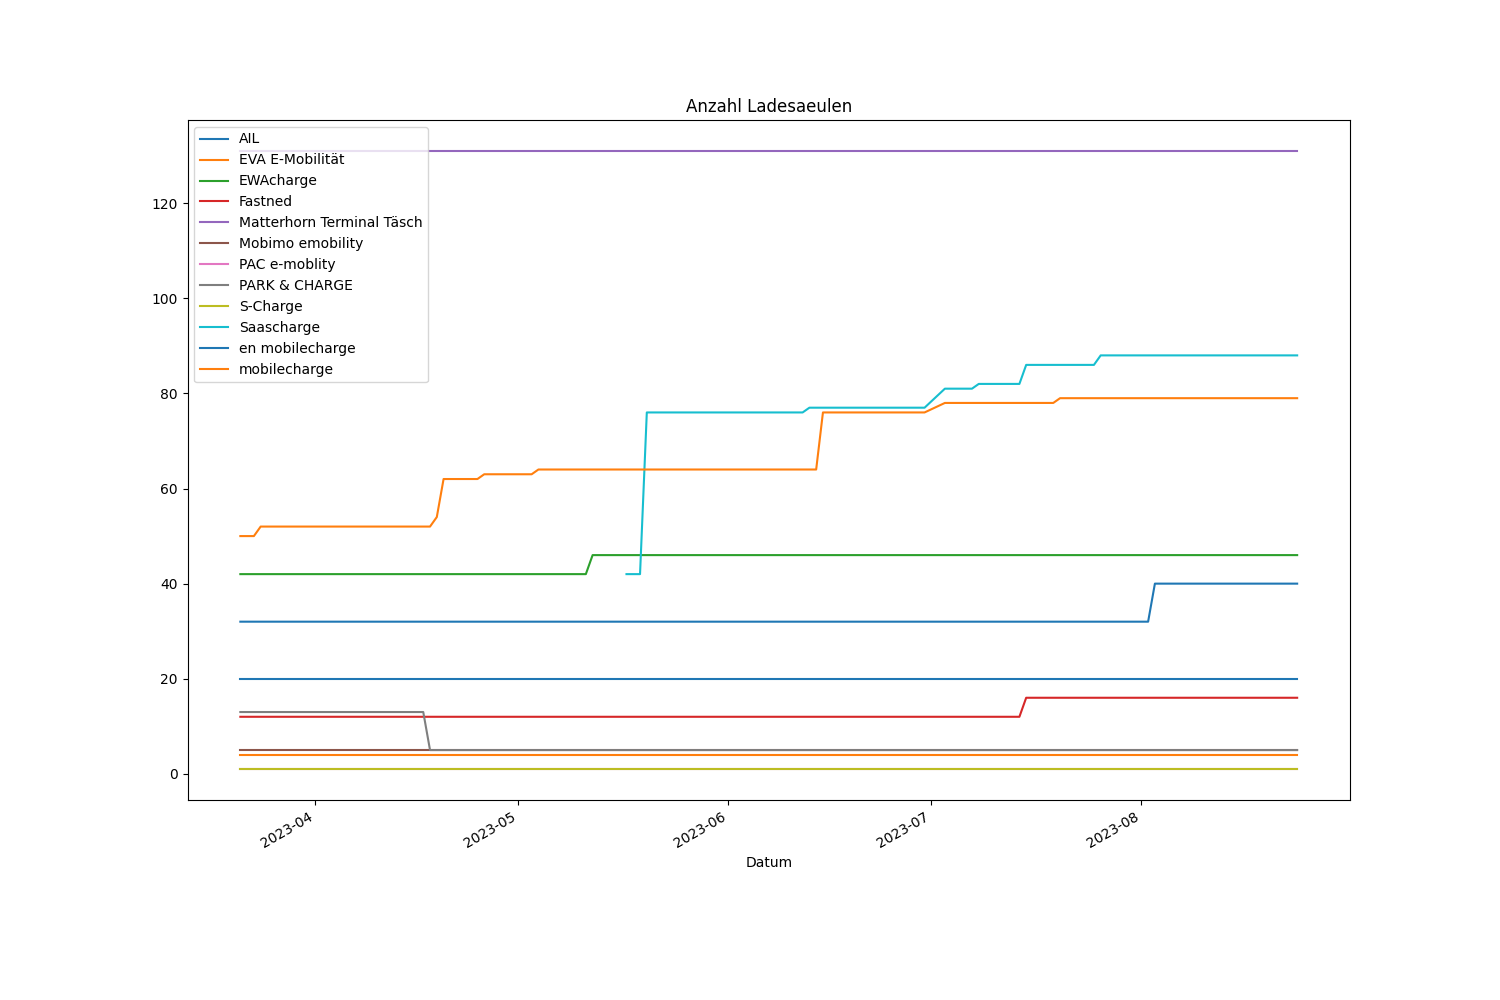 Anzahl Ladesaeulen
AIL
EVA E-Mobilität
EWAcharge
Fastned
Matterhorn Terminal Täsch
Mobimo emobility
PAC e-moblity
PARK & CHARGE
S-Charge
Saascharge
en mobilecharge
mobilecharge
120
100
80
60
40
20
0
2023-04
2023-05
2023-06
2023-07
2023-08
Datum